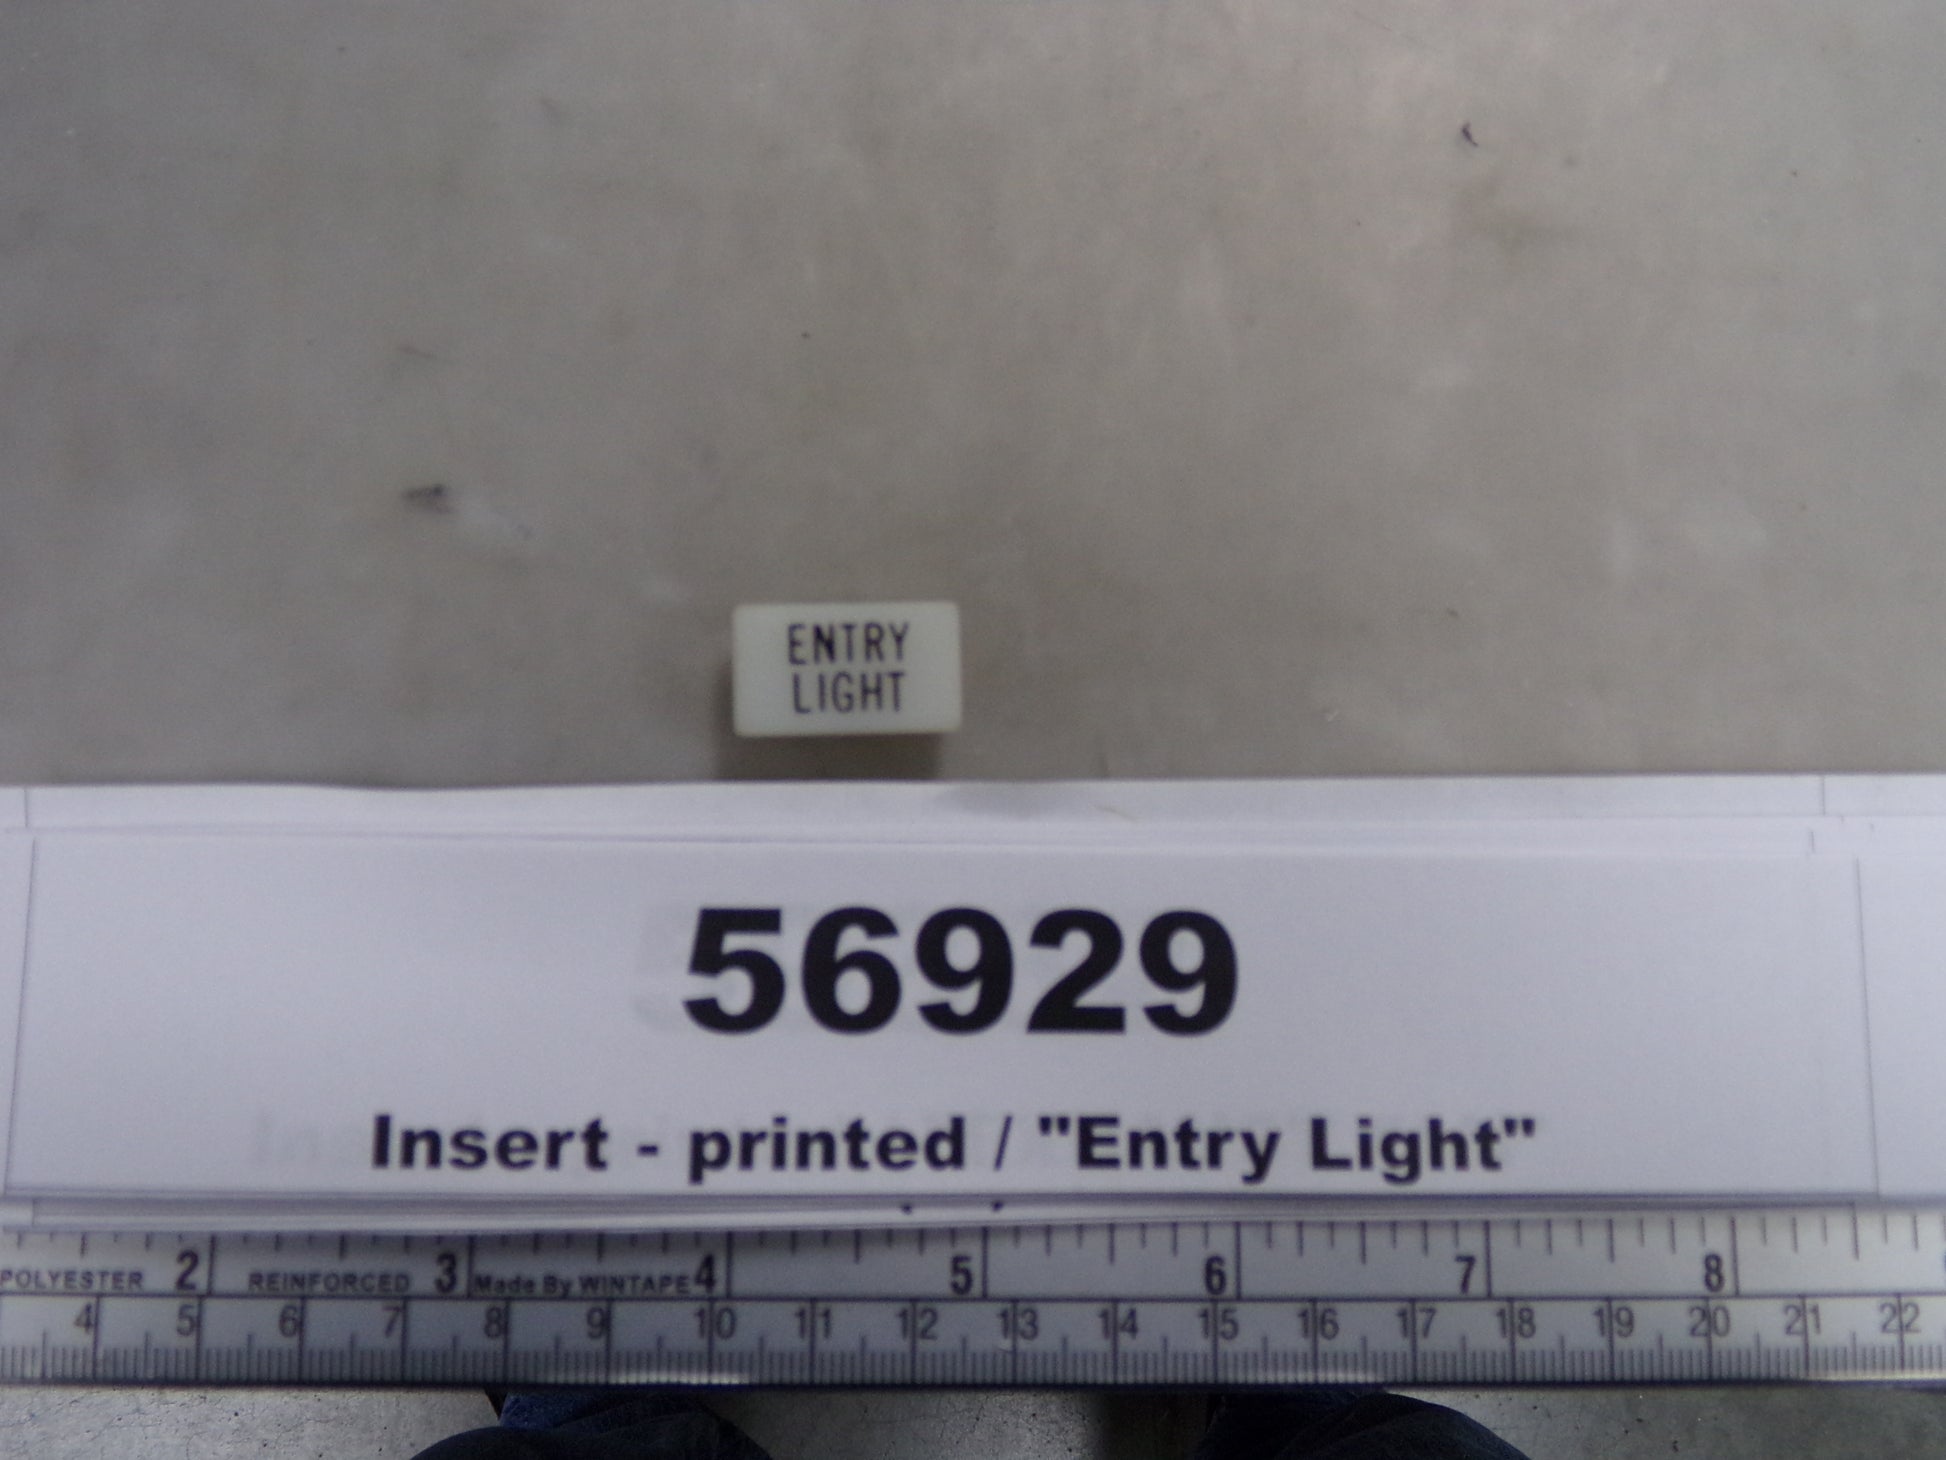 ENTRY
LIGHT
56929
Insert - printed / "Entry Light"
POLYESTER 2 REINFORCED 3 Made By WINTAPE 4 5 6 7 8
4 5 6 7 8 9 10 11 12 13 14 15 16 17 18 19 20 21 22